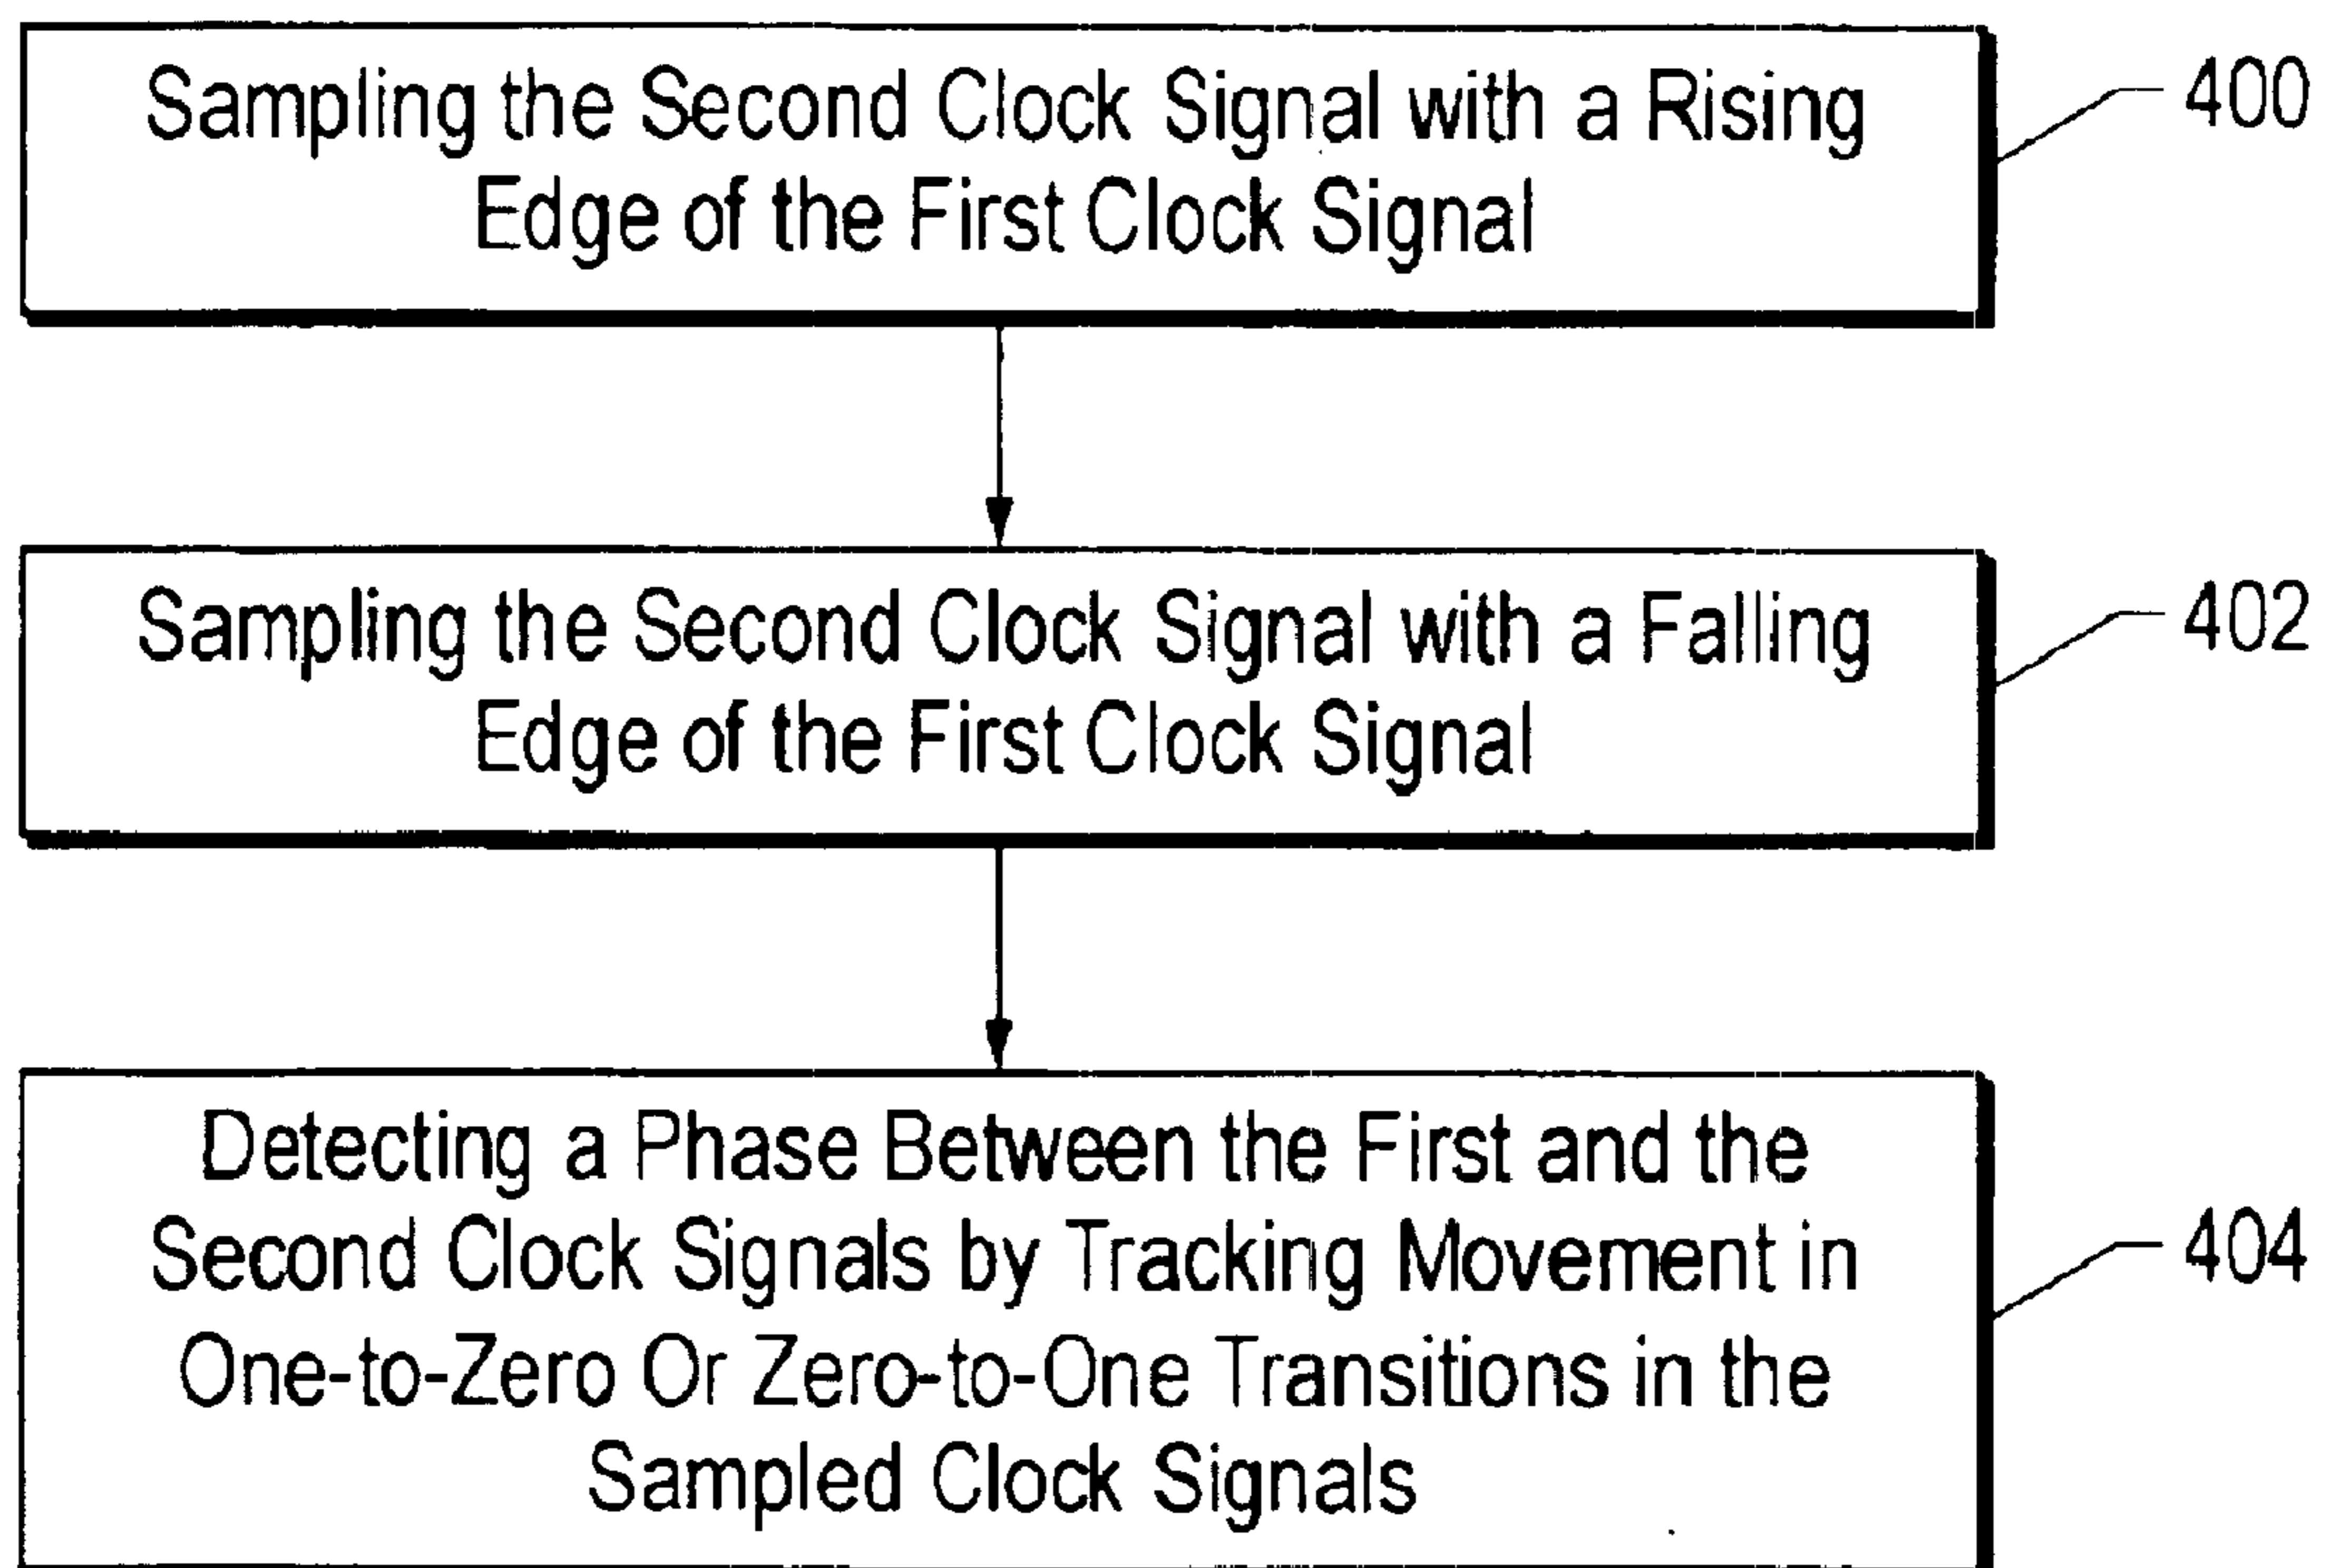 Sampling the Second Clock Signal with a Rising
Edge of the First Clock Signal
400
Sampling the Second Clock Signal with a Falling
Edge of the First Clock Signal
402
Detecting a Phase Between the First and the
Second Clock Signals by Tracking Movement in
One-to-Zero Or Zero-to-One Transitions in the
Sampled Clock Signals
404